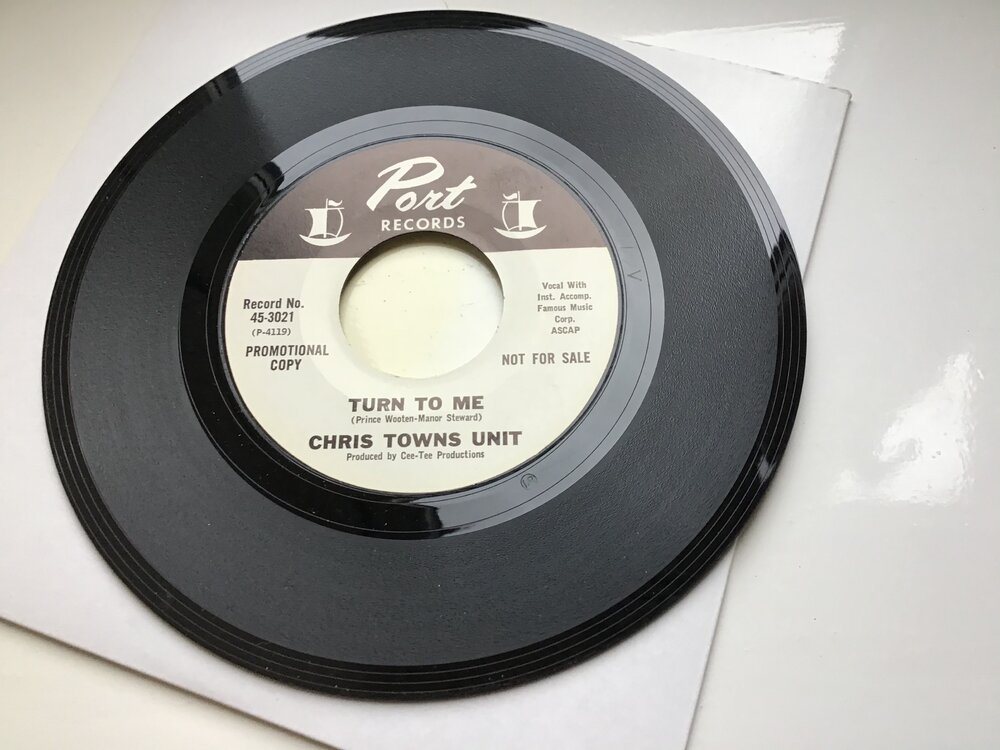 Port
RECORDS
Record No.
45-3021
(P-4119)
PROMOTIONAL
COPY
Vocal With
Inst. Accomp.
Famous Music
Corp.
ASCAP
NOT FOR SALE
TURN TO ME
(Prince Wooten-Manor Steward)
CHRIS TOWNS UNIT
Produced by Cee-Tee Productions